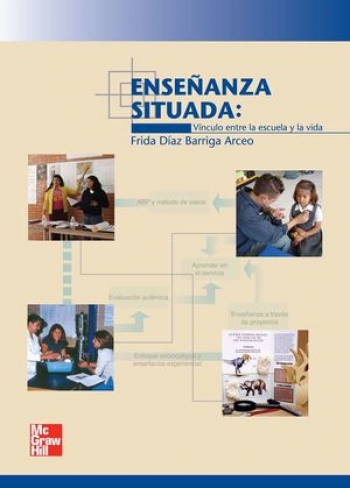 ENSEÑANZA
SITUADA:
Vínculo entre la escuela y la vida
Frida Díaz Barriga Arceo
ABP y método de casos
Aprender en
el servicio
Evaluación auténtica
Enseñanza a través
de proyectos
Enfoque sociocultural y
enseñanza experiencial
Mc
Graw
Hill